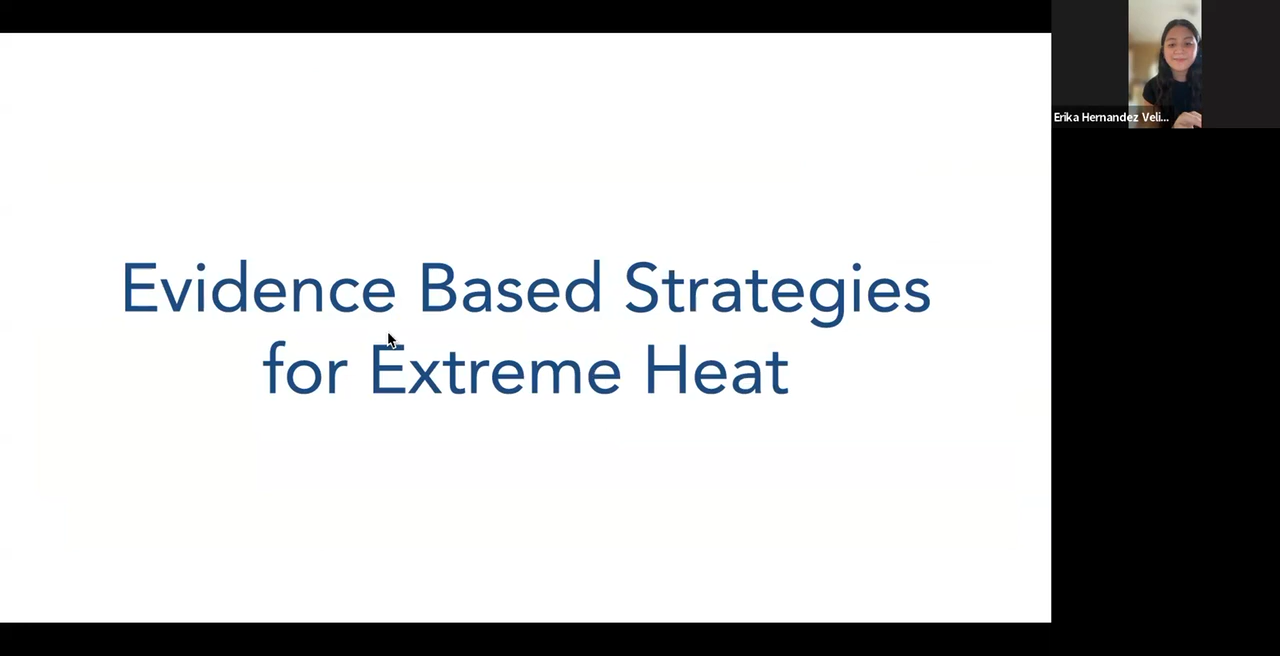 Evidence Based Strategies
for Extreme Heat
Erika Hernandez Veli...